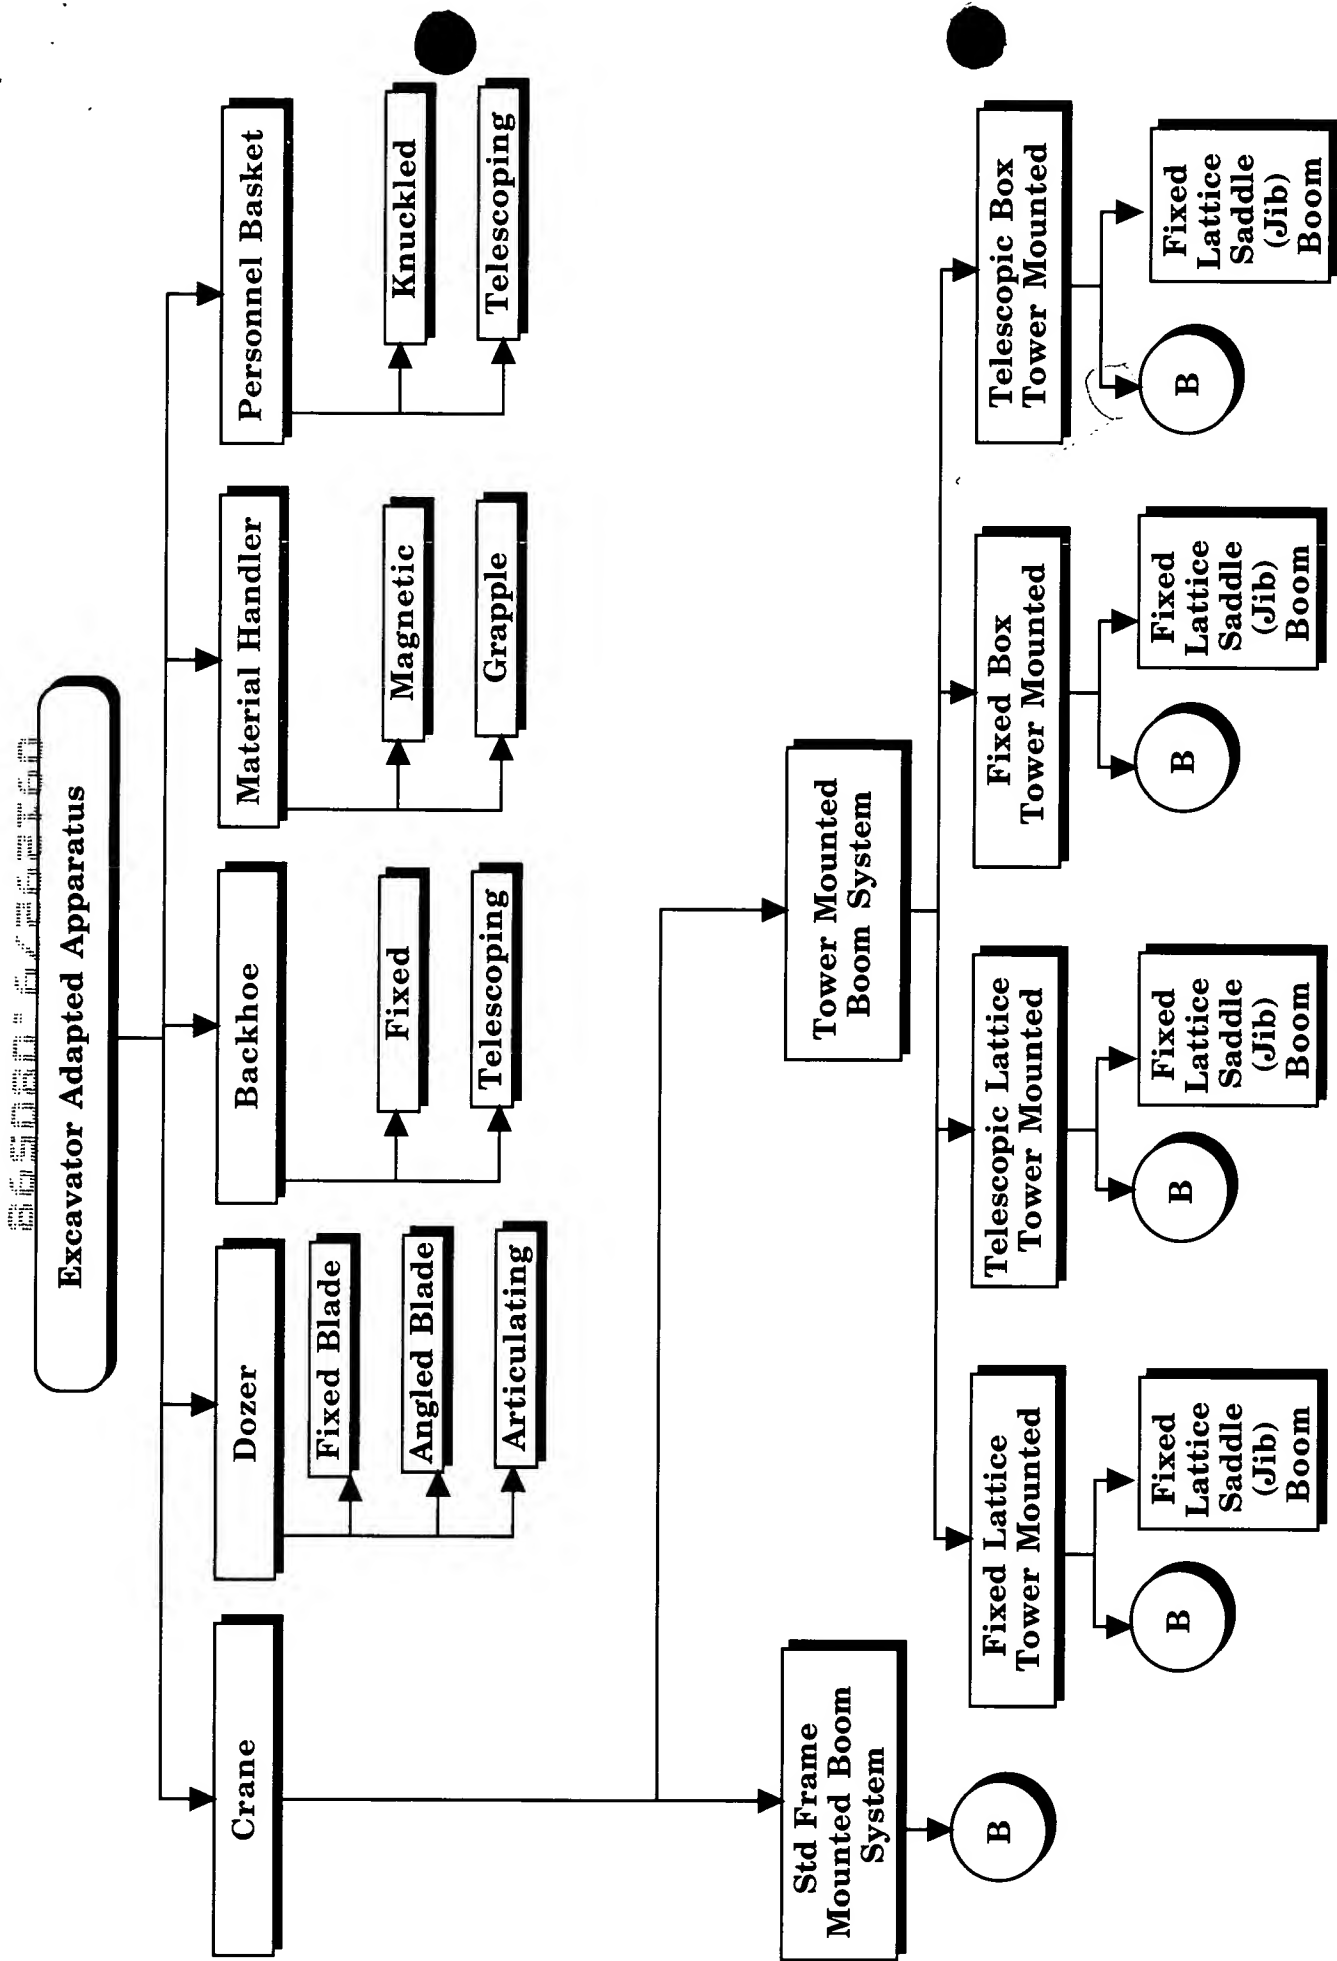 Excavator Adapted Apparatus
Crane
Dozer
Backhoe
Material Handler
Personnel Basket
Fixed Blade
Angled Blade
Articulating
Fixed
Telescoping
Magnetic
Grapple
Knuckled
Telescoping
Std Frame
Mounted Boom
System
B
Tower Mounted
Boom System
Fixed Lattice
Tower Mounted
B
Fixed
Lattice
Saddle
(Jib)
Boom
Telescopic Lattice
Tower Mounted
B
Fixed
Lattice
Saddle
(Jib)
Boom
Fixed Box
Tower Mounted
B
Fixed
Lattice
Saddle
(Jib)
Boom
Telescopic Box
Tower Mounted
B
Fixed
Lattice
Saddle
(Jib)
Boom